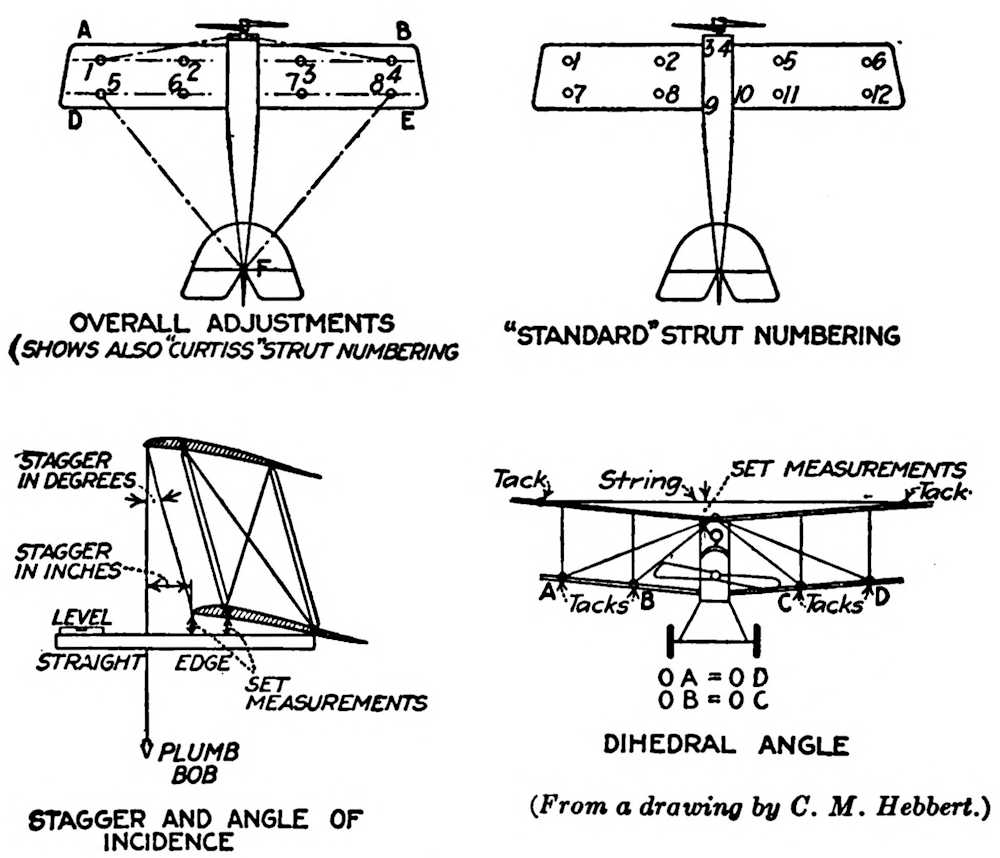 A B
1 2 3 4
5 6 7 8
D E
F
OVERALL ADJUSTMENTS
(SHOWS ALSO "CURTISS" STRUT NUMBERING
1 2 3 4 5 6
7 8 9 10 11 12
"STANDARD" STRUT NUMBERING
STAGGER
IN DEGREES
STAGGER
IN INCHES
LEVEL
STRAIGHT EDGE
SET
MEASUREMENTS
PLUMB
BOB
STAGGER AND ANGLE OF
INCIDENCE
Tack String SET MEASUREMENTS
Tack.
A Tacks B C Tacks D
O A = O D
O B = O C
DIHEDRAL ANGLE
(From a drawing by C. M. Hebbert.)